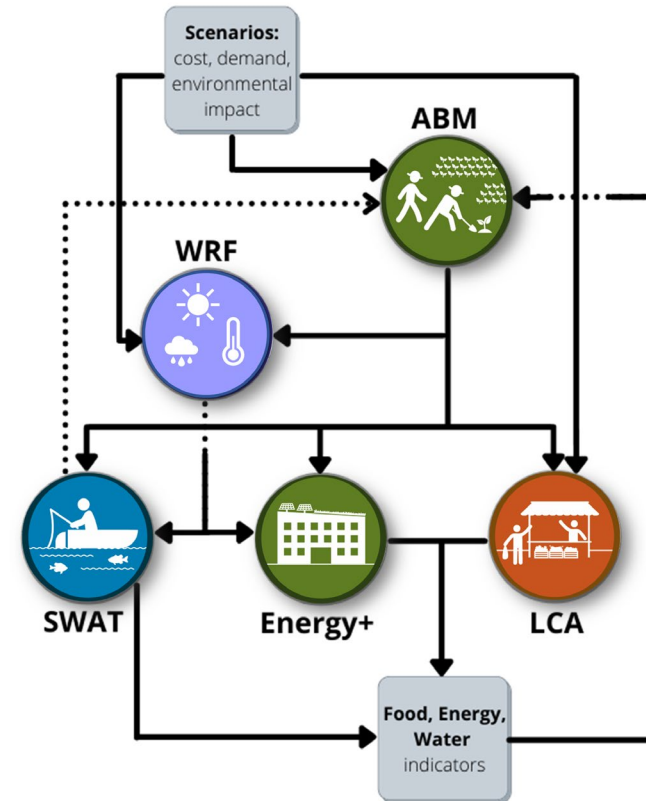 Scenarios:
cost, demand,
environmental
impact
ABM
WRF
SWAT
Energy+
LCA
Food, Energy,
Water
indicators